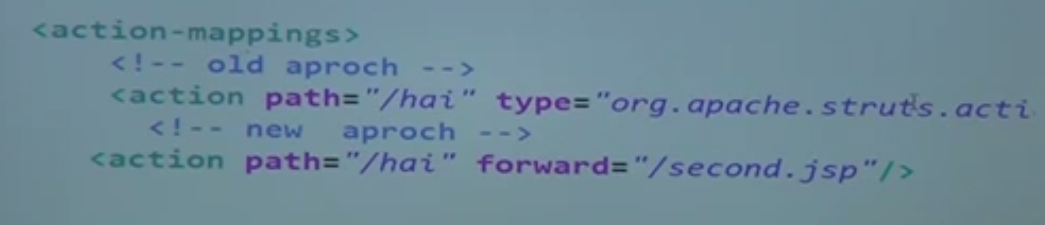 <action-mappings>
<!-- old aproch -->
<action path="/hai" type="org.apache.struts.acti
<!-- new aproch -->
<action path="/hai" forward="/second.jsp"/>